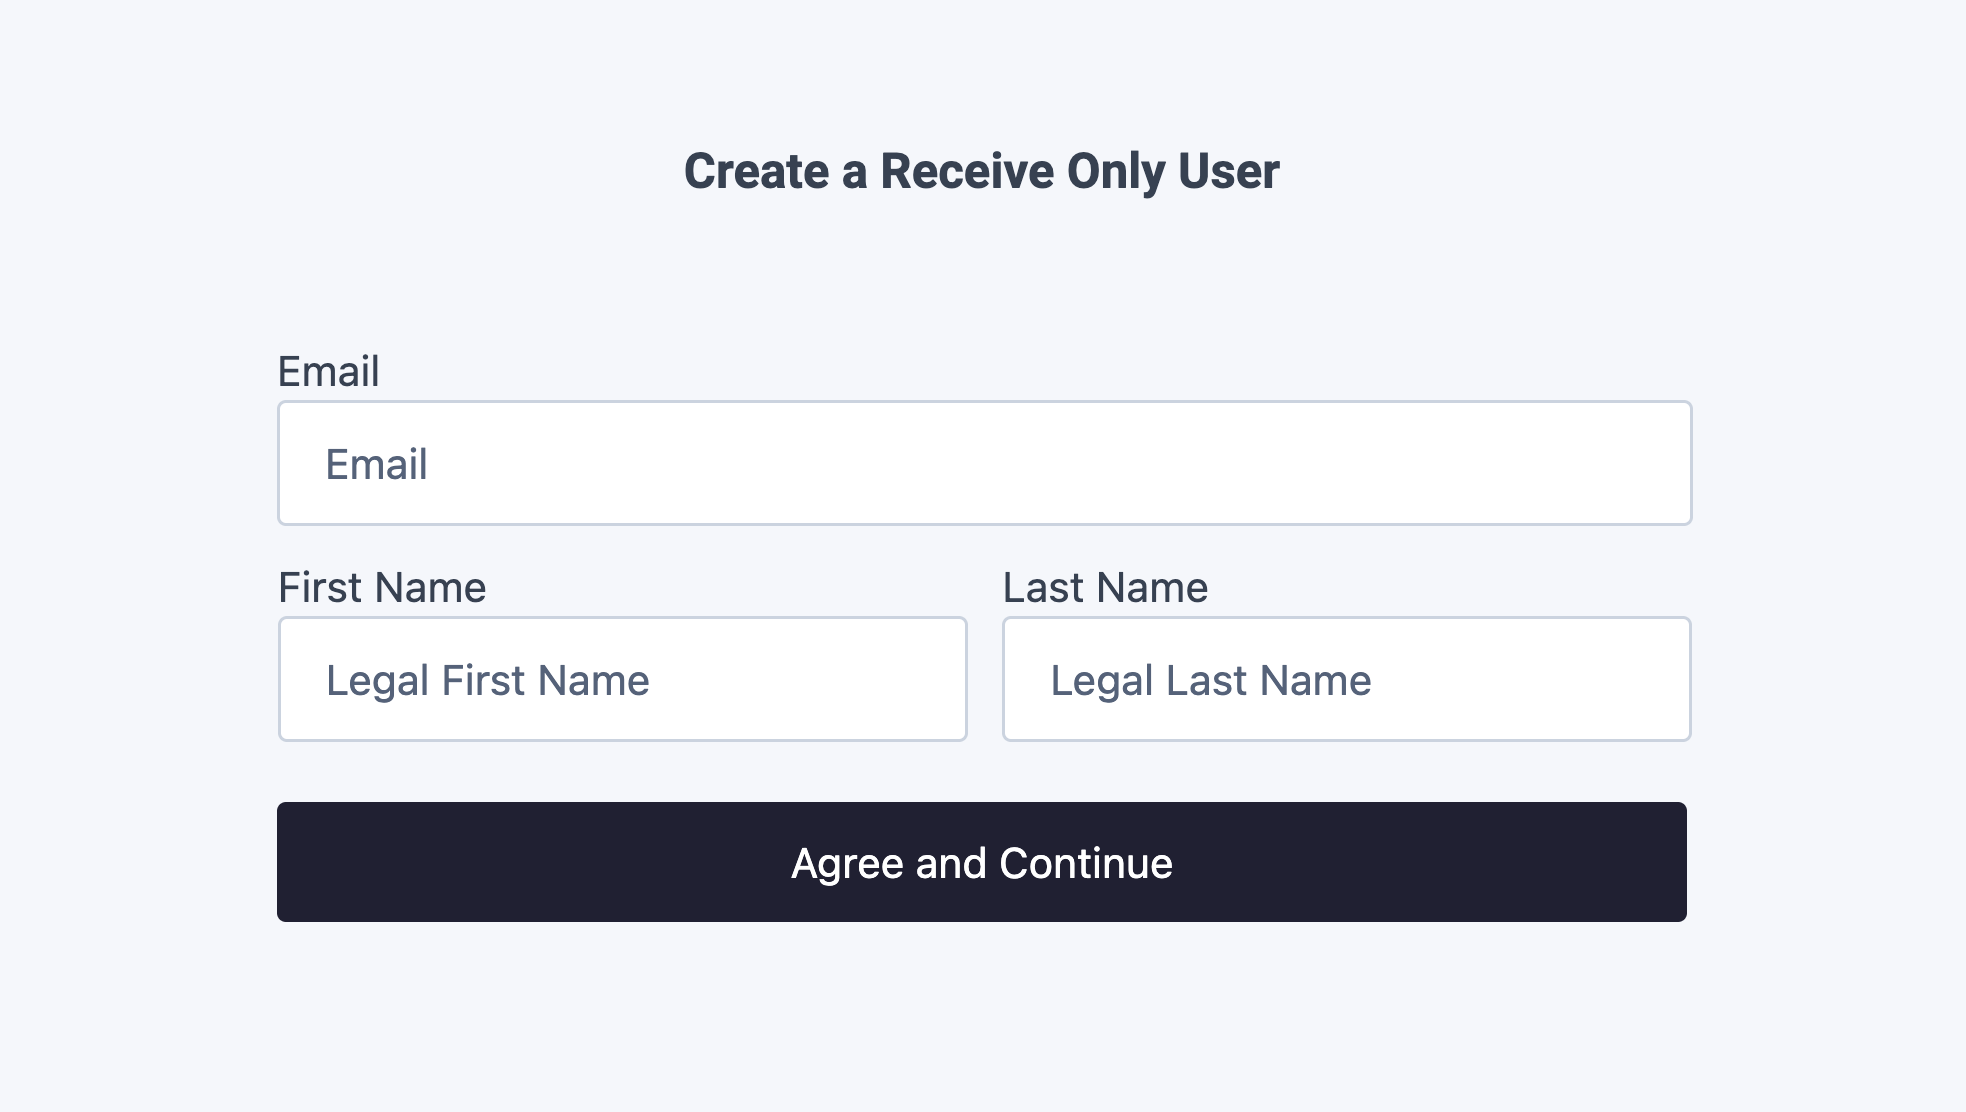 Create a Receive Only User
Email
Email
First Name Last Name
Legal First Name Legal Last Name
Agree and Continue